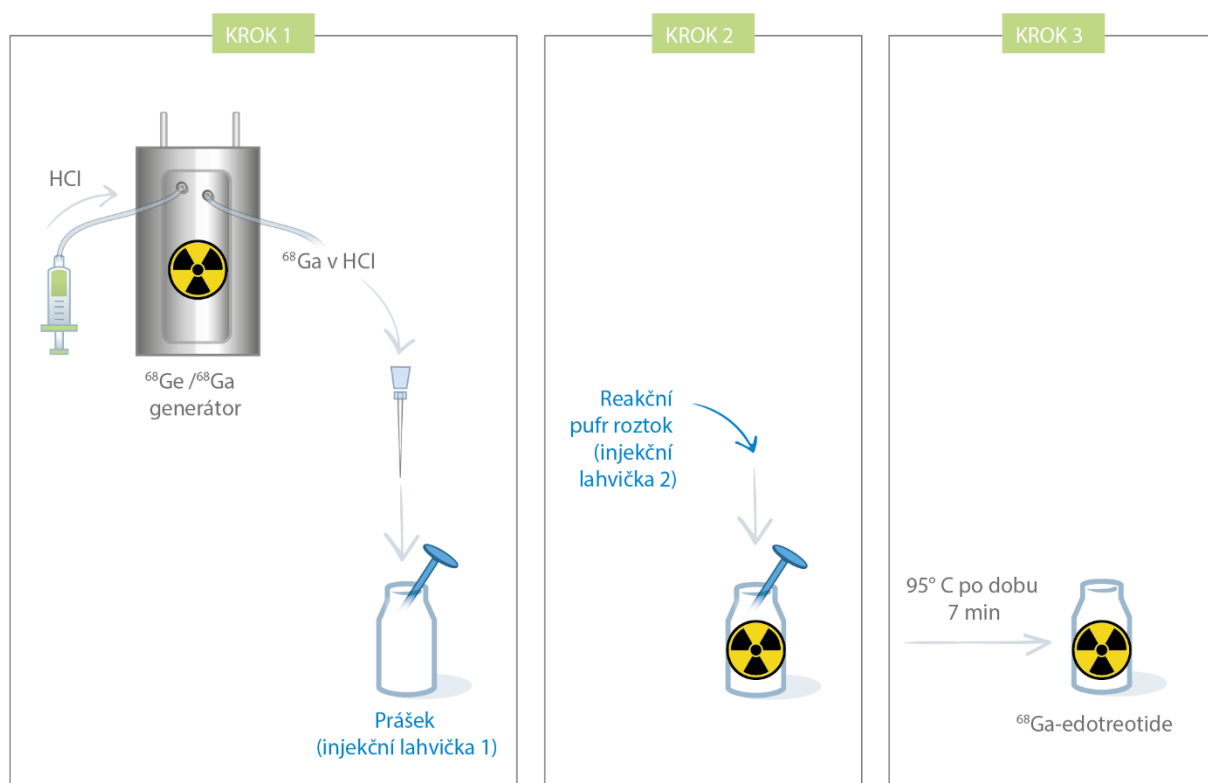 KROK 1
HCl
⁶⁸Ga v HCl
⁶⁸Ge /⁶⁸Ga
generátor
Prášek
(injekční lahvička 1)
KROK 2
Reakční
pufr roztok
(injekční
lahvička 2)
KROK 3
95° C po dobu
7 min
⁶⁸Ga-edotreotide